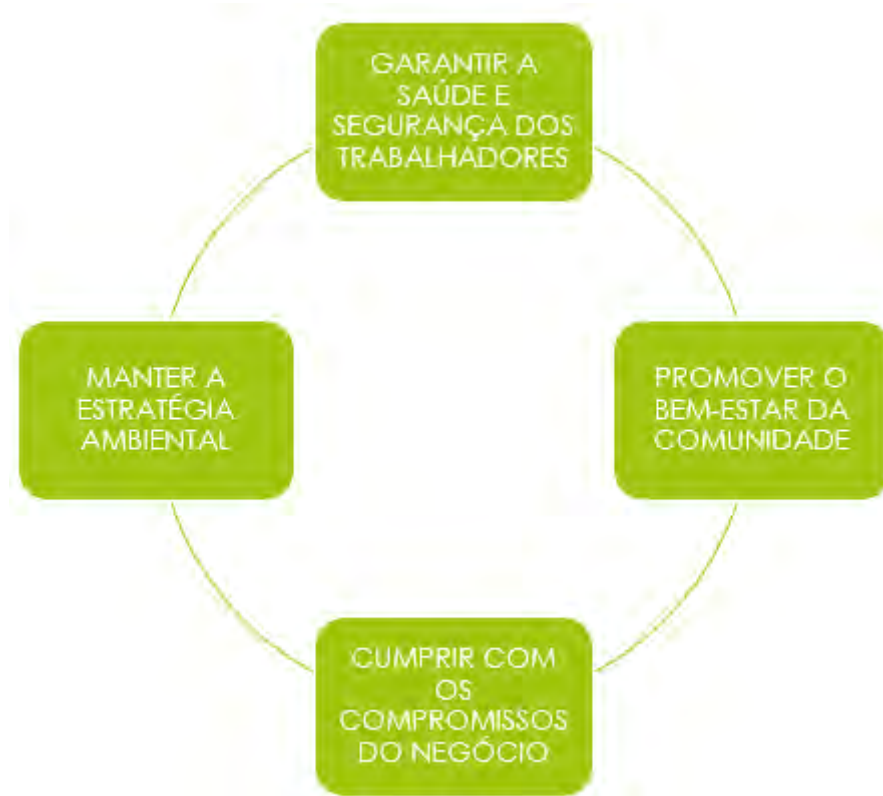 GARANTIR A
SAÚDE E
SEGURANÇA DOS
TRABALHADORES
MANTER A
ESTRATÉGIA
AMBIENTAL
PROMOVER O
BEM-ESTAR DA
COMUNIDADE
CUMPRIR COM
OS
COMPROMISSOS
DO NEGÓCIO